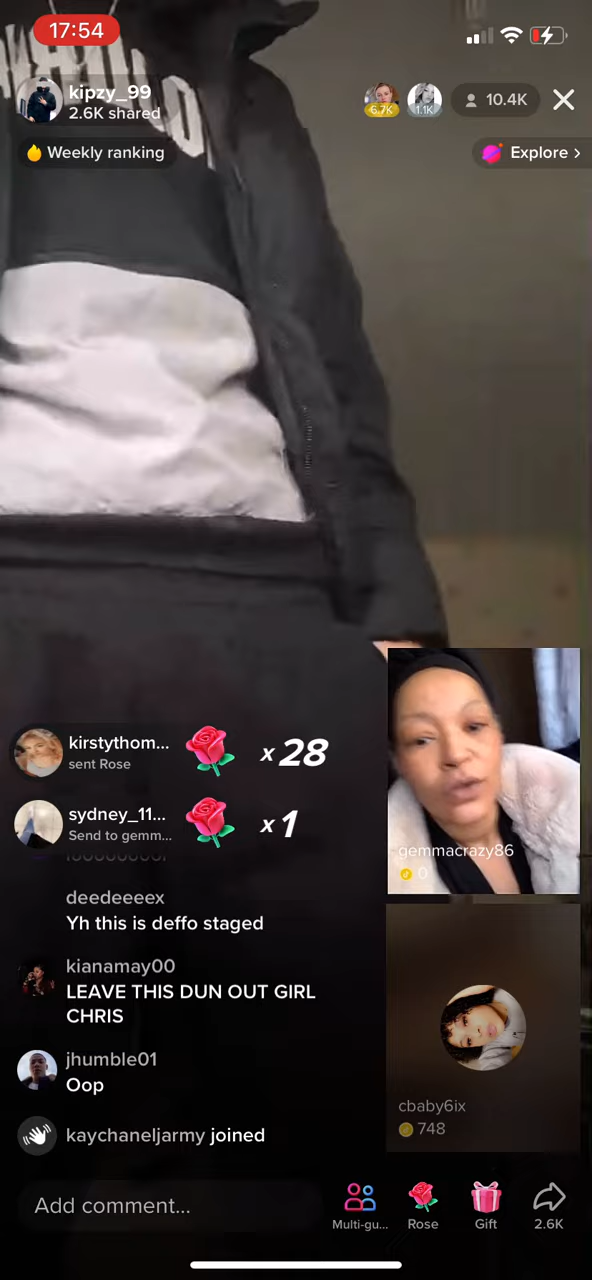 17:54
kipzy_99
2.6K shared
6.7K
1.1K
10.4K
Weekly ranking
Explore >
kirstythom...
sent Rose
x 28
sydney_11...
Send to gemm...
x 1
gemmacrazy86
0
deedeeeex
Yh this is deffo staged
kianamay00
LEAVE THIS DUN OUT GIRL
CHRIS
jhumble01
Oop
kaychaneljarmy joined
cbaby6ix
748
Add comment...
Multi-gu...
Rose
Gift
2.6K